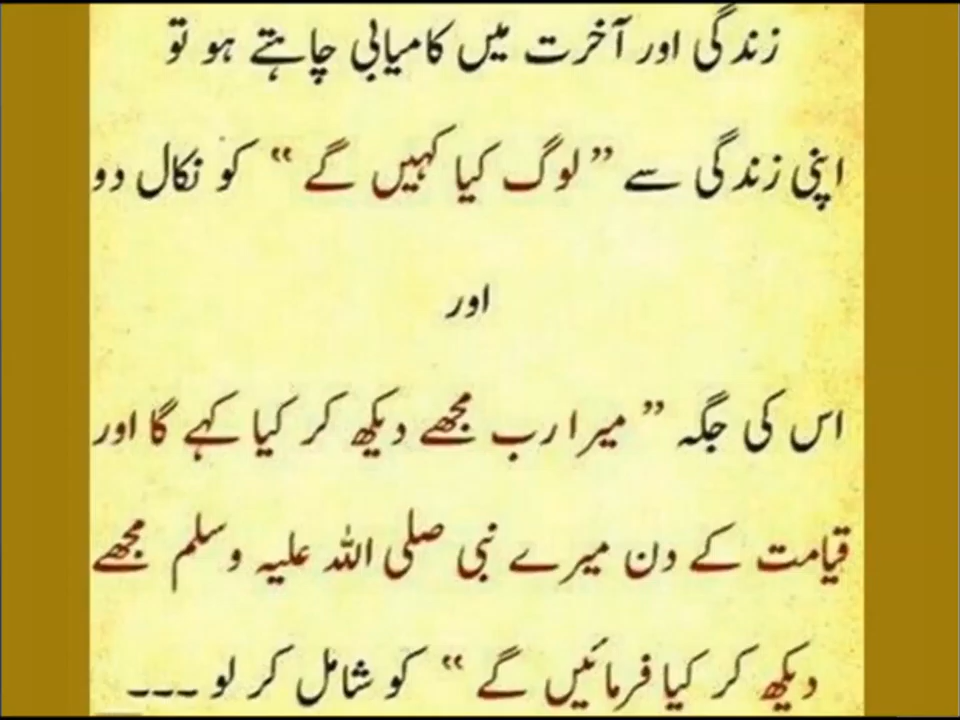 زندگی اور آخرت میں کامیابی چاہتے ہو تو
اپنی زندگی سے ” لوگ کیا کہیں گے “ کو نکال دو
اور
اس کی جگہ ” میرا رب مجھے دیکھ کر کیا کہے گا اور
قیامت کے دن میرے نبی صلی اللہ علیہ وسلم مجھے
دیکھ کر کیا فرمائیں گے “ کو شامل کر لو ---